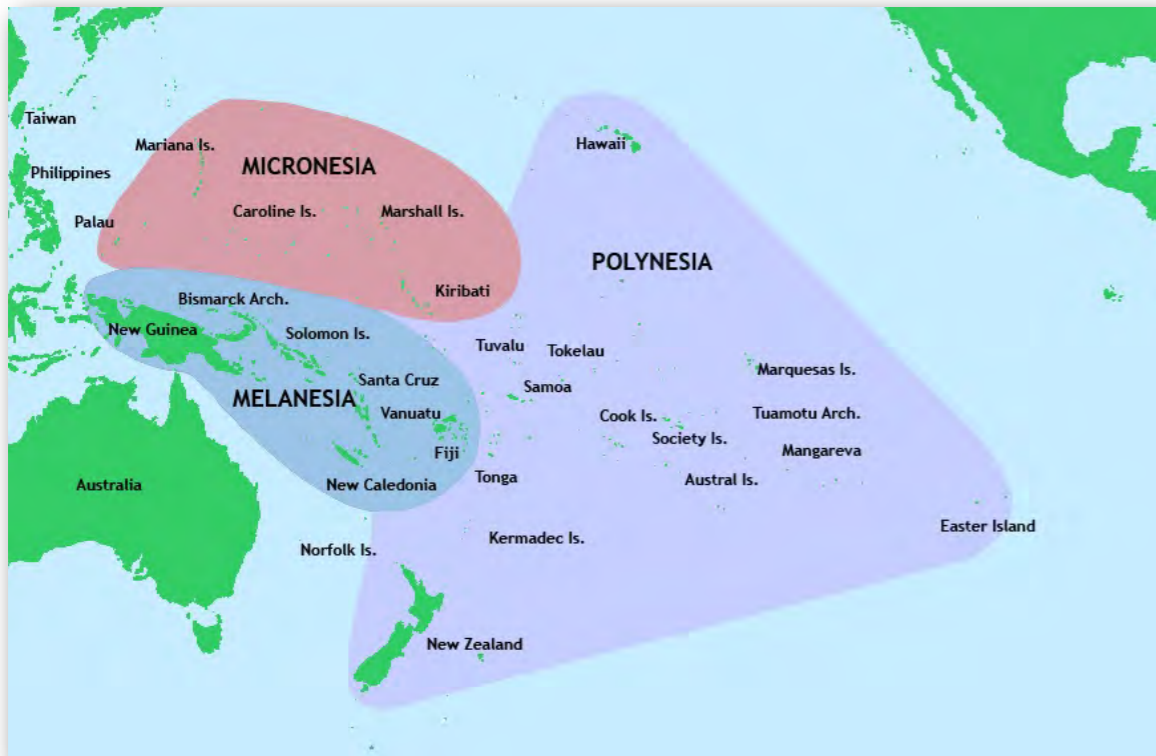 Taiwan
Hawaii
Mariana Is.
MICRONESIA
Philippines
Caroline Is.
Marshall Is.
Palau
POLYNESIA
Kiribati
Bismarck Arch.
New Guinea
Solomon Is.
Tuvalu
Tokelau
Marquesas Is.
Santa Cruz
Samoa
MELANESIA
Vanuatu
Cook Is.
Tuamotu Arch.
Society Is.
Fiji
Mangareva
Tonga
Austral Is.
Australia
New Caledonia
Easter Island
Kermadec Is.
Norfolk Is.
New Zealand